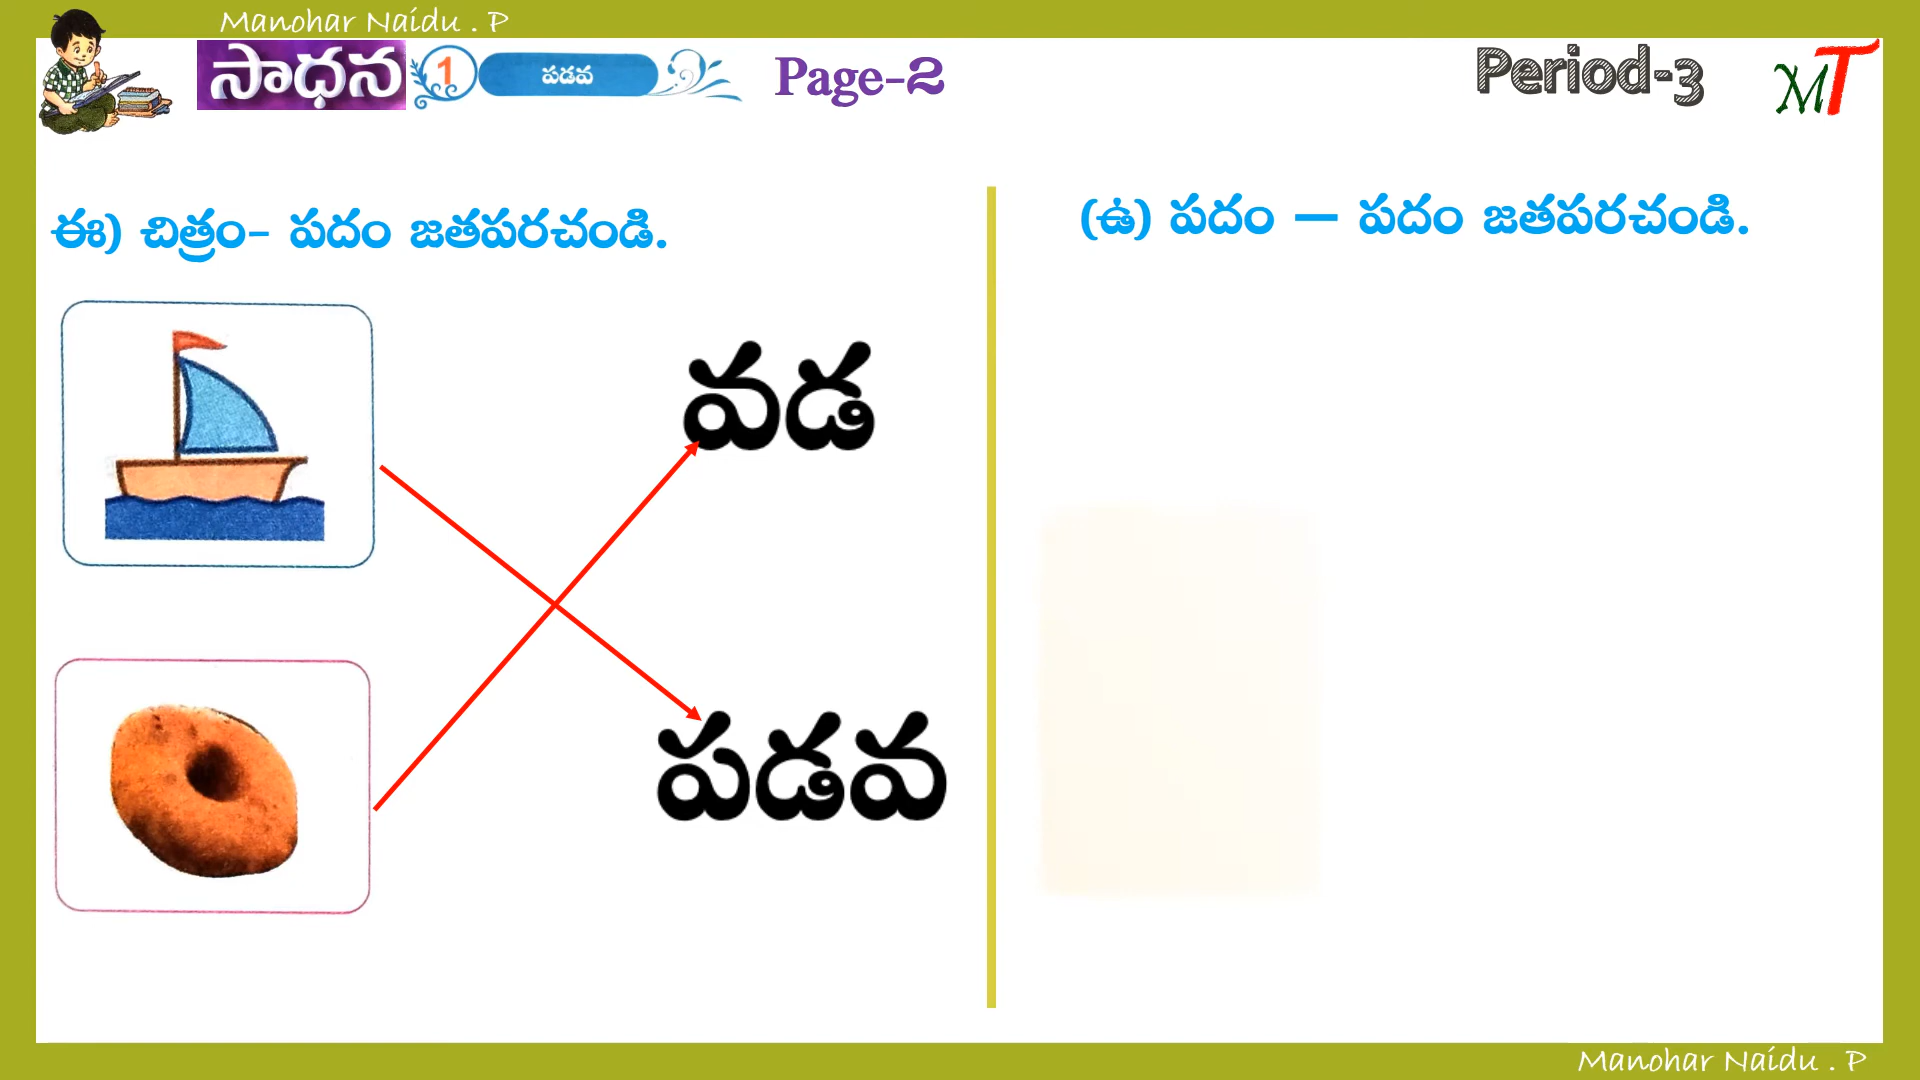 Manohar Naidu . P
సాధన 1 పడవ Page-2 Period-3 MT
ఈ) చిత్రం- పదం జతపరచండి.
(ఉ) పదం – పదం జతపరచండి.
వడ
పడవ
Manohar Naidu . P